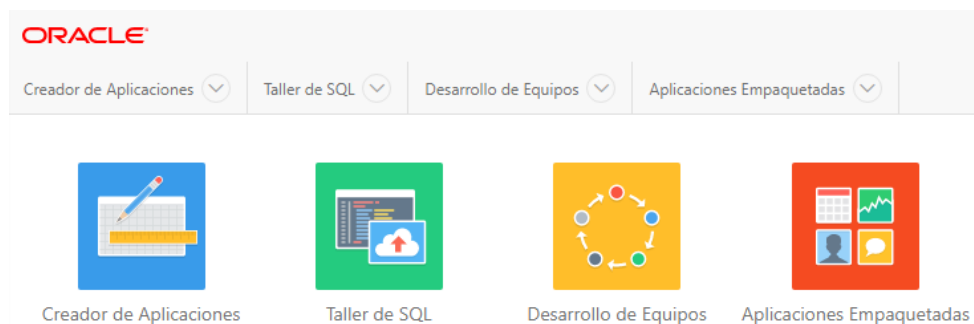 ORACLE
Creador de Aplicaciones Taller de SQL Desarrollo de Equipos Aplicaciones Empaquetadas
Creador de Aplicaciones Taller de SQL Desarrollo de Equipos Aplicaciones Empaquetadas